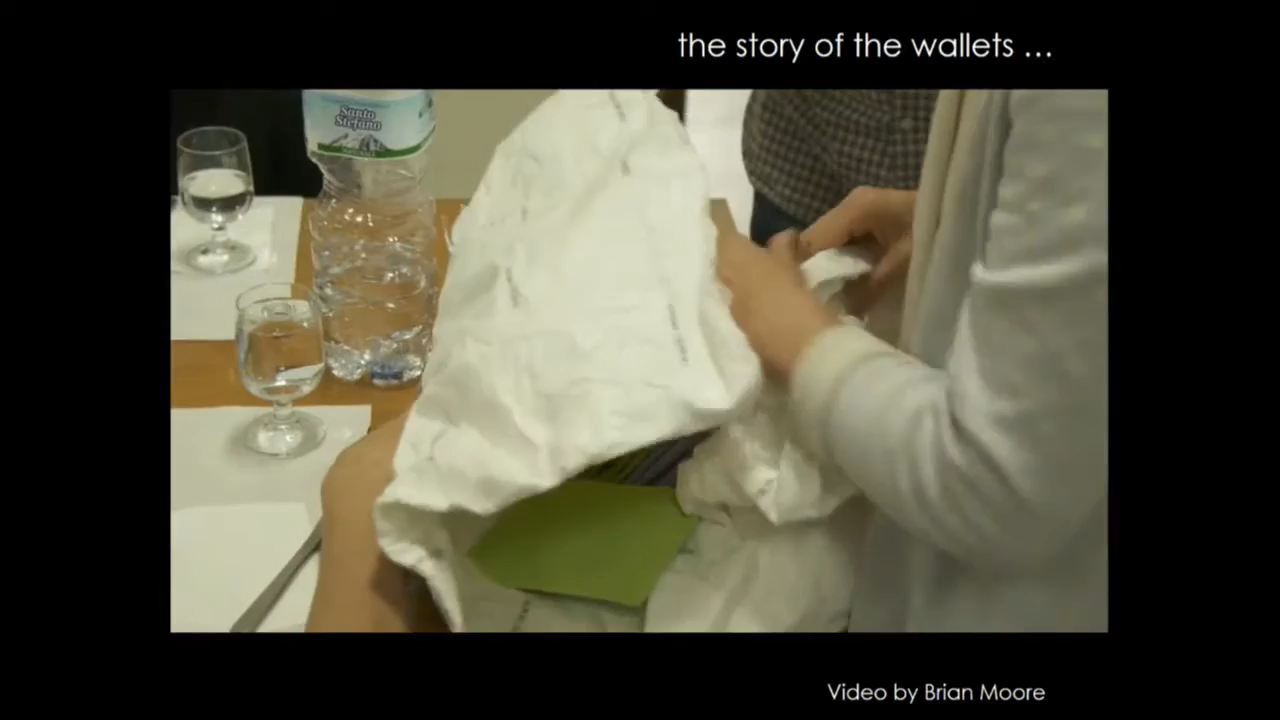 the story of the wallets ...
Santo
Stefano
Video by Brian Moore